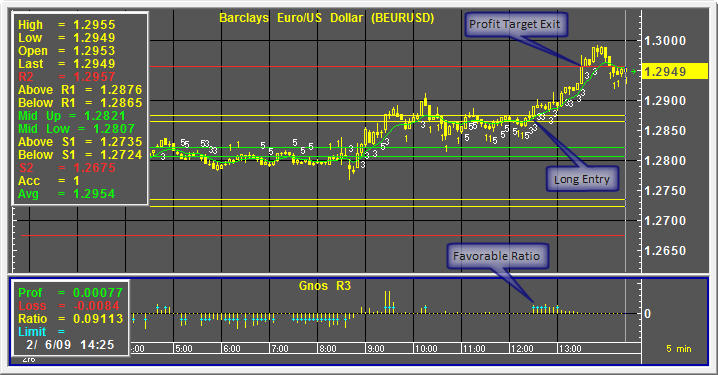 Barclays Euro/US Dollar (BEURUSD)
High = 1.2955
Low = 1.2949
Open = 1.2953
Last = 1.2949
R2 = 1.2957
Above R1 = 1.2876
Below R1 = 1.2865
Mid Up = 1.2821
Mid Low = 1.2807
Above S1 = 1.2735
Below S1 = 1.2724
S2 = 1.2675
Acc = 1
Avg = 1.2954
Profit Target Exit
Long Entry
1.3000
1.2949
1.2900
1.2850
1.2800
1.2750
1.2700
1.2650
Favorable Ratio
Gnos R3
Prof = 0.00077
Loss = -0.0084
Ratio = 0.09113
Limit =
2/ 6/09 14:25
0
5 min
5:00 6:00 7:00 8:00 9:00 10:00 11:00 12:00 13:00
2/6